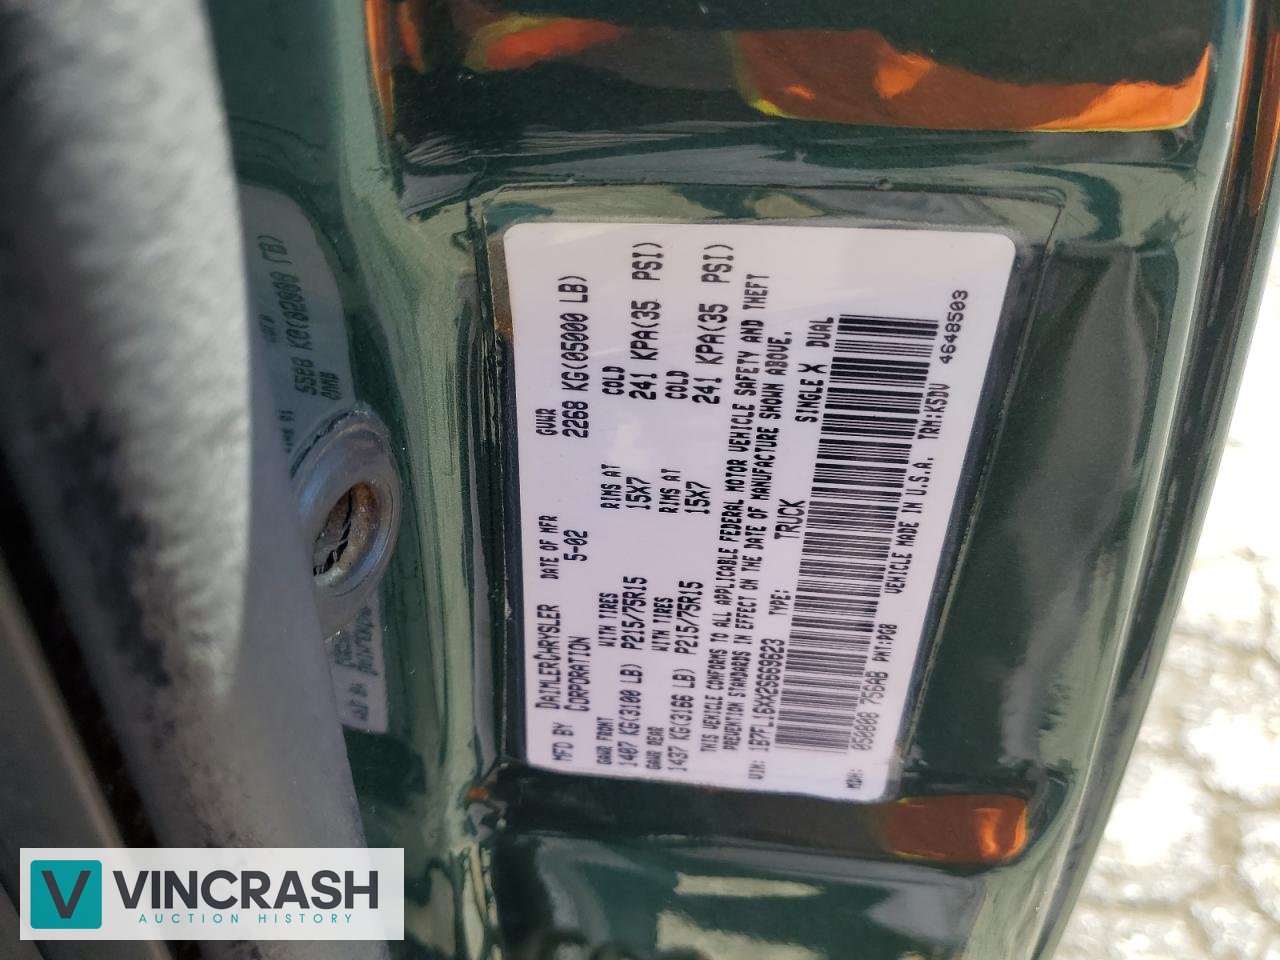 MFD BY DAIMLERCHRYSLER CORPORATION DATE OF MFR 5-02 GVWR 2268 KG(05000 LB)
GAWR FRONT WITH TIRES RIMS AT COLD
1407 KG(3100 LB) P215/75R15 15X7 241 KPA(35 PSI)
GAWR REAR WITH TIRES RIMS AT COLD
1437 KG(3166 LB) P215/75R15 15X7 241 KPA(35 PSI)
THIS VEHICLE CONFORMS TO ALL APPLICABLE FEDERAL MOTOR VEHICLE SAFETY AND THEFT
PREVENTION STANDARDS IN EFFECT ON THE DATE OF MANUFACTURE SHOWN ABOVE.
VIN: 1B7FL16XX2S669623 TYPE: TRUCK SINGLE X DUAL
MDH: 050808 756AB PNT:PG8 VEHICLE MADE IN U.S.A. TRM:K5DV 4648503
V VINCRASH
AUCTION HISTORY